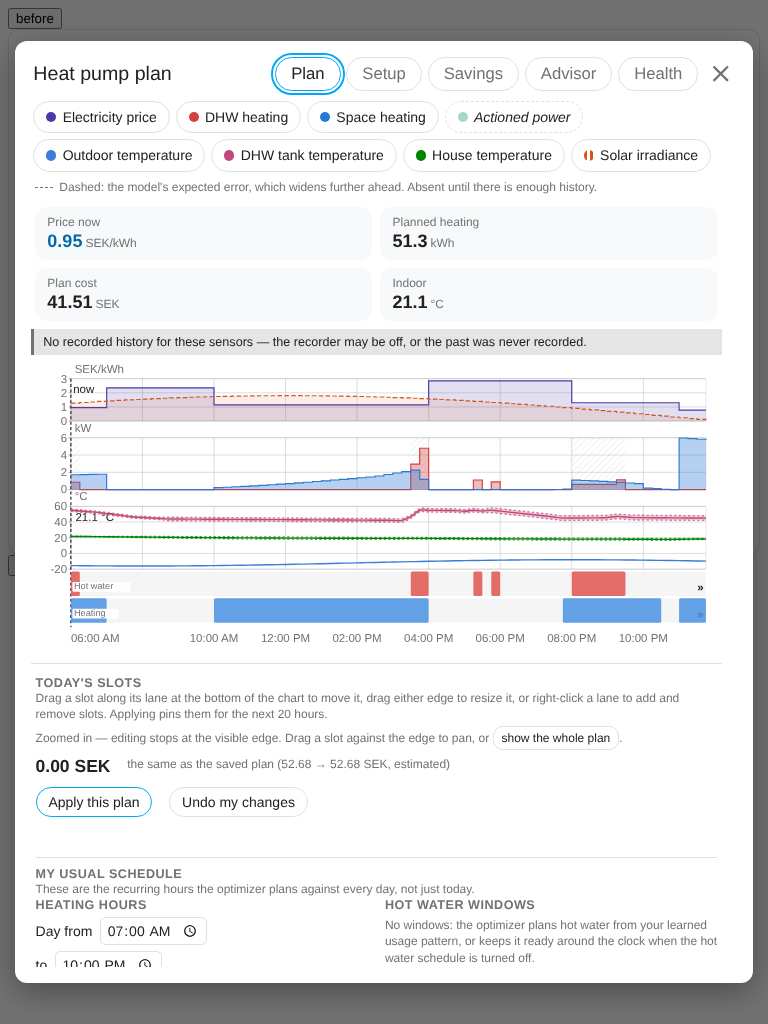 before
Heat pump plan
Plan
Setup
Savings
Advisor
Health
Electricity price
DHW heating
Space heating
Actioned power
Outdoor temperature
DHW tank temperature
House temperature
Solar irradiance
Dashed: the model's expected error, which widens further ahead. Absent until there is enough history.
Price now
0.95 SEK/kWh
Planned heating
51.3 kWh
Plan cost
41.51 SEK
Indoor
21.1 °C
No recorded history for these sensors — the recorder may be off, or the past was never recorded.
SEK/kWh
3
now
2
1
0
kW
6
4
2
0
°C
60
21.1 °C
40
20
0
-20
Hot water
»
Heating
»
06:00 AM 10:00 AM 12:00 PM 02:00 PM 04:00 PM 06:00 PM 08:00 PM 10:00 PM
TODAY'S SLOTS
Drag a slot along its lane at the bottom of the chart to move it, drag either edge to resize it, or right-click a lane to add and
remove slots. Applying pins them for the next 20 hours.
Zoomed in — editing stops at the visible edge. Drag a slot against the edge to pan, or show the whole plan.
0.00 SEK the same as the saved plan (52.68 → 52.68 SEK, estimated)
Apply this plan
Undo my changes
MY USUAL SCHEDULE
These are the recurring hours the optimizer plans against every day, not just today.
HEATING HOURS
Day from 07:00 AM
to 10:00 PM
HOT WATER WINDOWS
No windows: the optimizer plans hot water from your learned
usage pattern, or keeps it ready around the clock when the hot
water schedule is turned off.